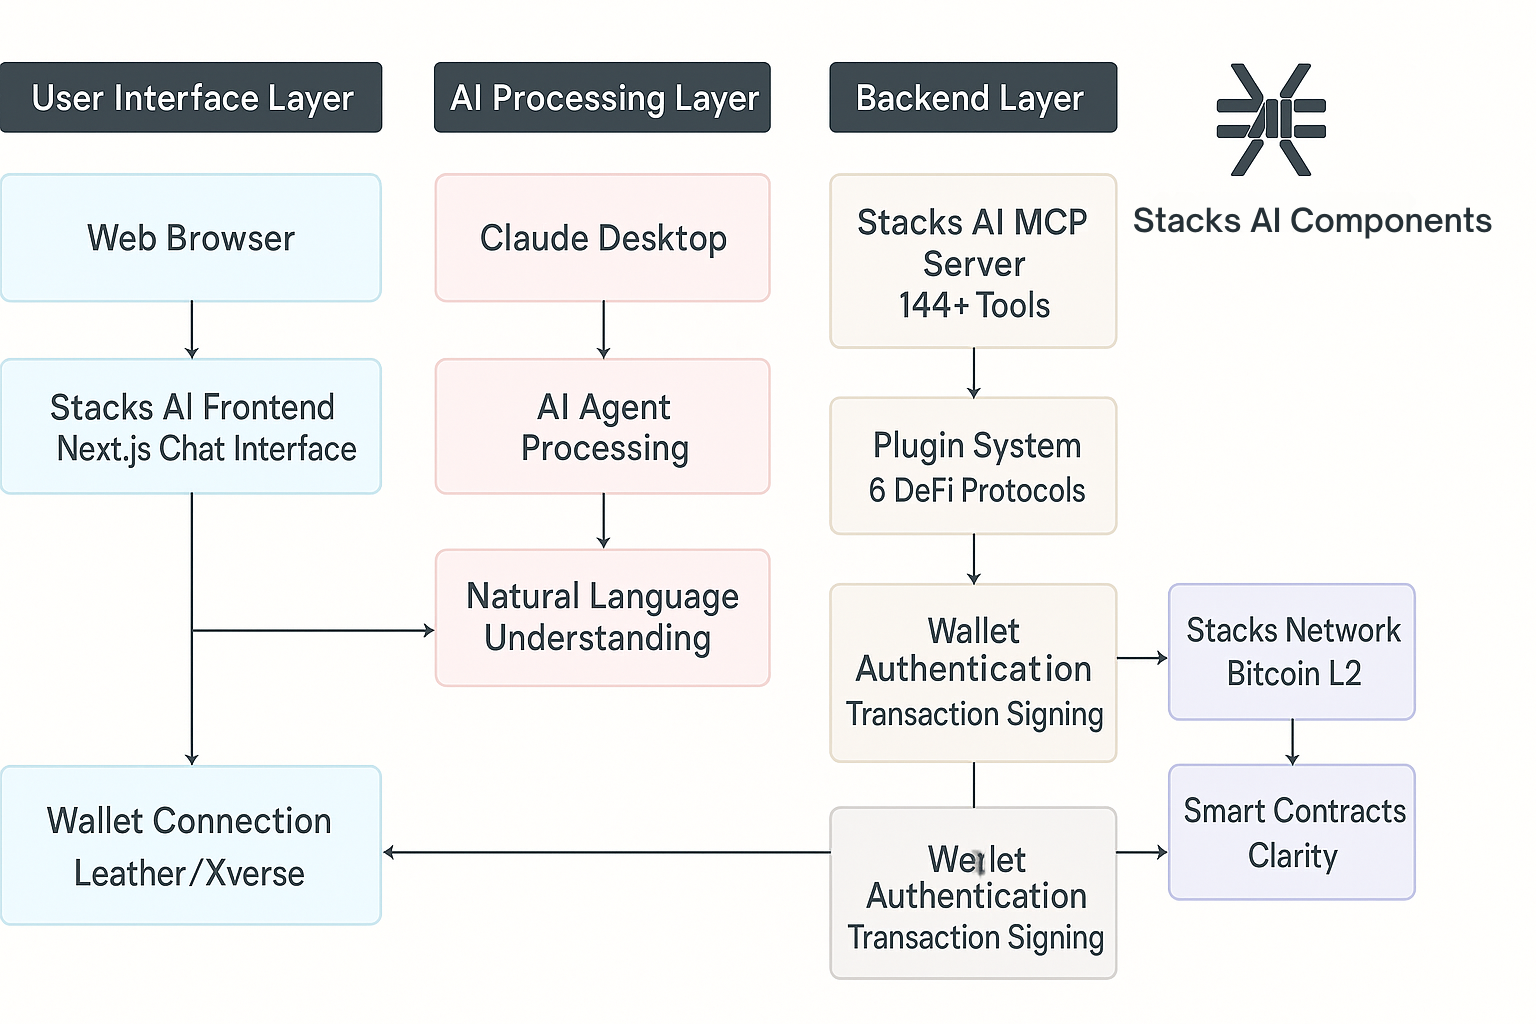 User Interface Layer
AI Processing Layer
Backend Layer
Stacks AI Components
Web Browser
Stacks AI Frontend
Next.js Chat Interface
Wallet Connection
Leather/Xverse
Claude Desktop
AI Agent
Processing
Natural Language
Understanding
Stacks AI MCP
Server
144+ Tools
Plugin System
6 DeFi Protocols
Wallet
Authentication
Transaction Signing
Authentication
Transaction Signing
Stacks Network
Bitcoin L2
Smart Contracts
Clarity